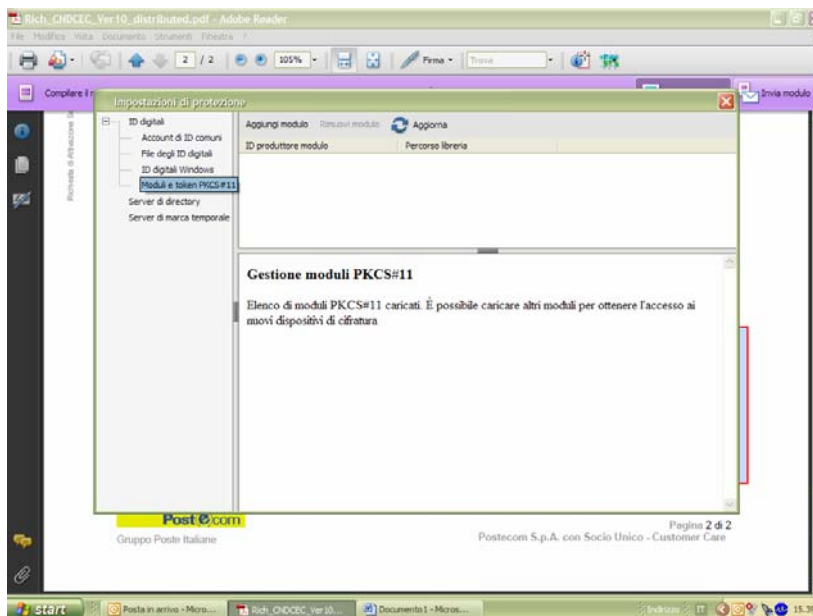 Rich_CNDCEC_Ver10_distributed.pdf - Adobe Reader
File Modifica Vista Documento Strumenti Finestra ?
2 / 2 105% Firma Trova
Compilare il Invia modulo
Impostazioni di protezione
ID digitali
Account di ID comuni
File degli ID digitali
ID digitali Windows
Moduli e token PKCS#11
Server di directory
Server di marca temporale
Aggiungi modulo Rimuovi modulo Aggiorna
ID produttore modulo Percorso libreria
Gestione moduli PKCS#11
Elenco di moduli PKCS#11 caricati. È possibile caricare altri moduli per ottenere l'accesso ai
nuovi dispositivi di cifratura
Richiesta di Attivazione
Postecom
Gruppo Poste Italiane
Pagina 2 di 2
Postecom S.p.A. con Socio Unico - Customer Care
start Posta in arrivo - Micro... Rich_CNDCEC_Ver10... Documento1 - Micros... Indirizzo IT 15.3